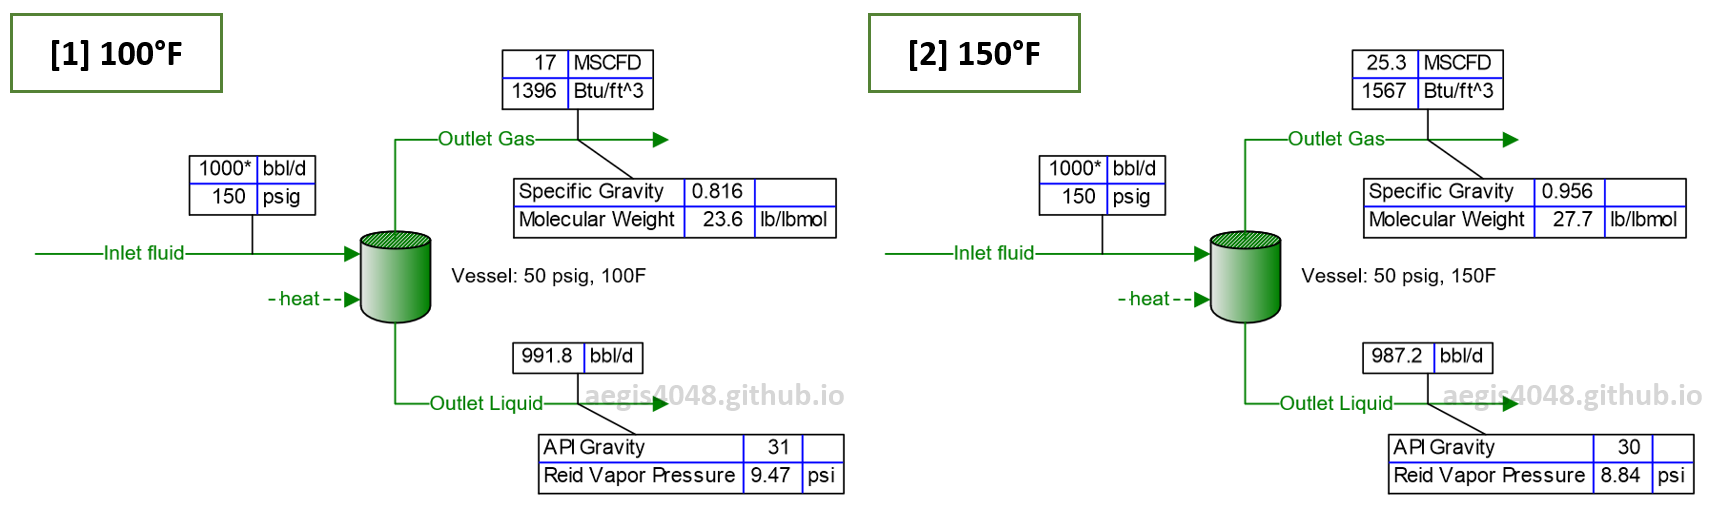 [1] 100°F
17 MSCFD
1396 Btu/ft^3
Outlet Gas
1000* bbl/d
150 psig
Specific Gravity 0.816
Molecular Weight 23.6 lb/lbmol
Inlet fluid
Vessel: 50 psig, 100F
heat
991.8 bbl/d
aegis4048.github.io
Outlet Liquid
API Gravity 31
Reid Vapor Pressure 9.47 psi
[2] 150°F
25.3 MSCFD
1567 Btu/ft^3
Outlet Gas
1000* bbl/d
150 psig
Specific Gravity 0.956
Molecular Weight 27.7 lb/lbmol
Inlet fluid
Vessel: 50 psig, 150F
heat
987.2 bbl/d
aegis4048.github.io
Outlet Liquid
API Gravity 30
Reid Vapor Pressure 8.84 psi